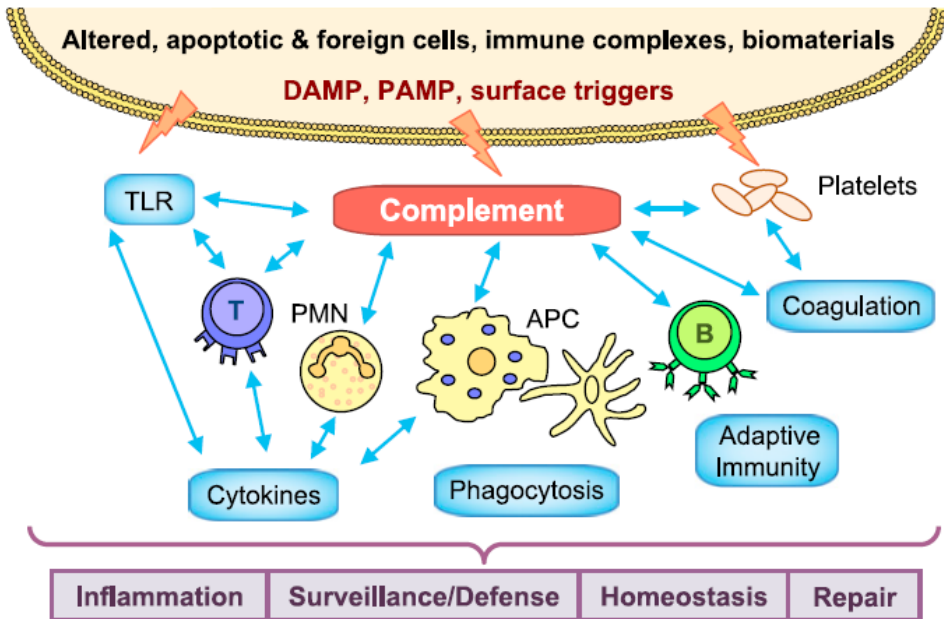 Altered, apoptotic & foreign cells, immune complexes, biomaterials
DAMP, PAMP, surface triggers
TLR
Complement
Platelets
T
PMN
APC
B
Coagulation
Adaptive
Immunity
Cytokines
Phagocytosis
Inflammation
Surveillance/Defense
Homeostasis
Repair